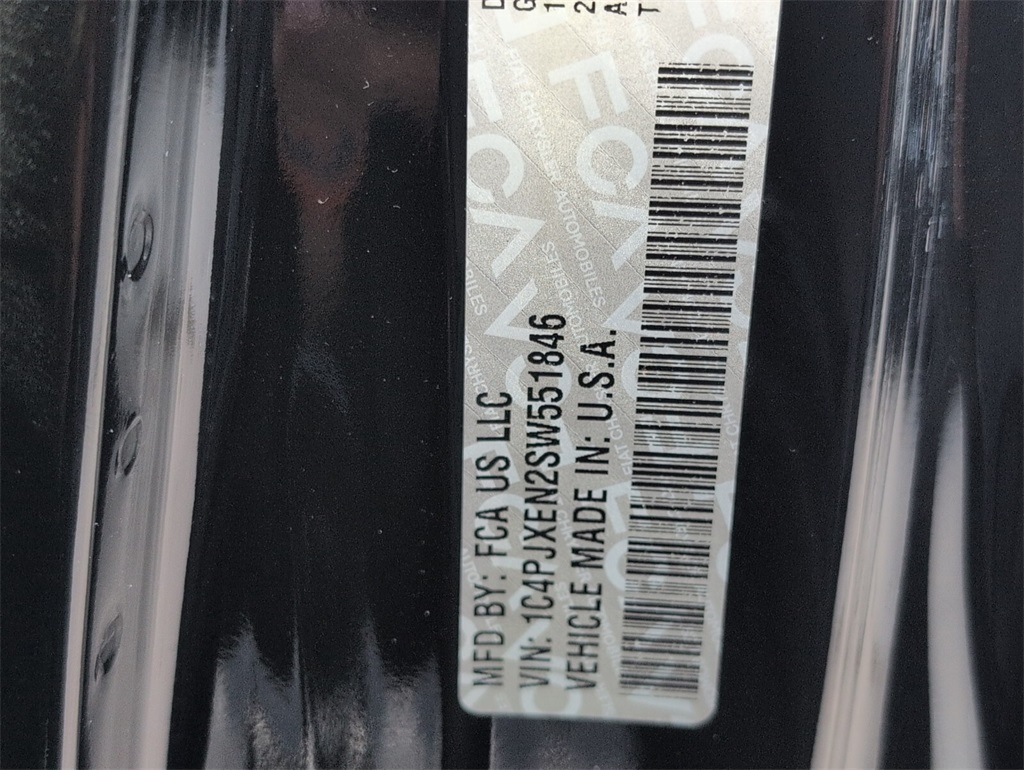 MFD BY: FCA US LLC
VIN: 1C4PJXEN2SW551846
VEHICLE MADE IN: U.S.A.